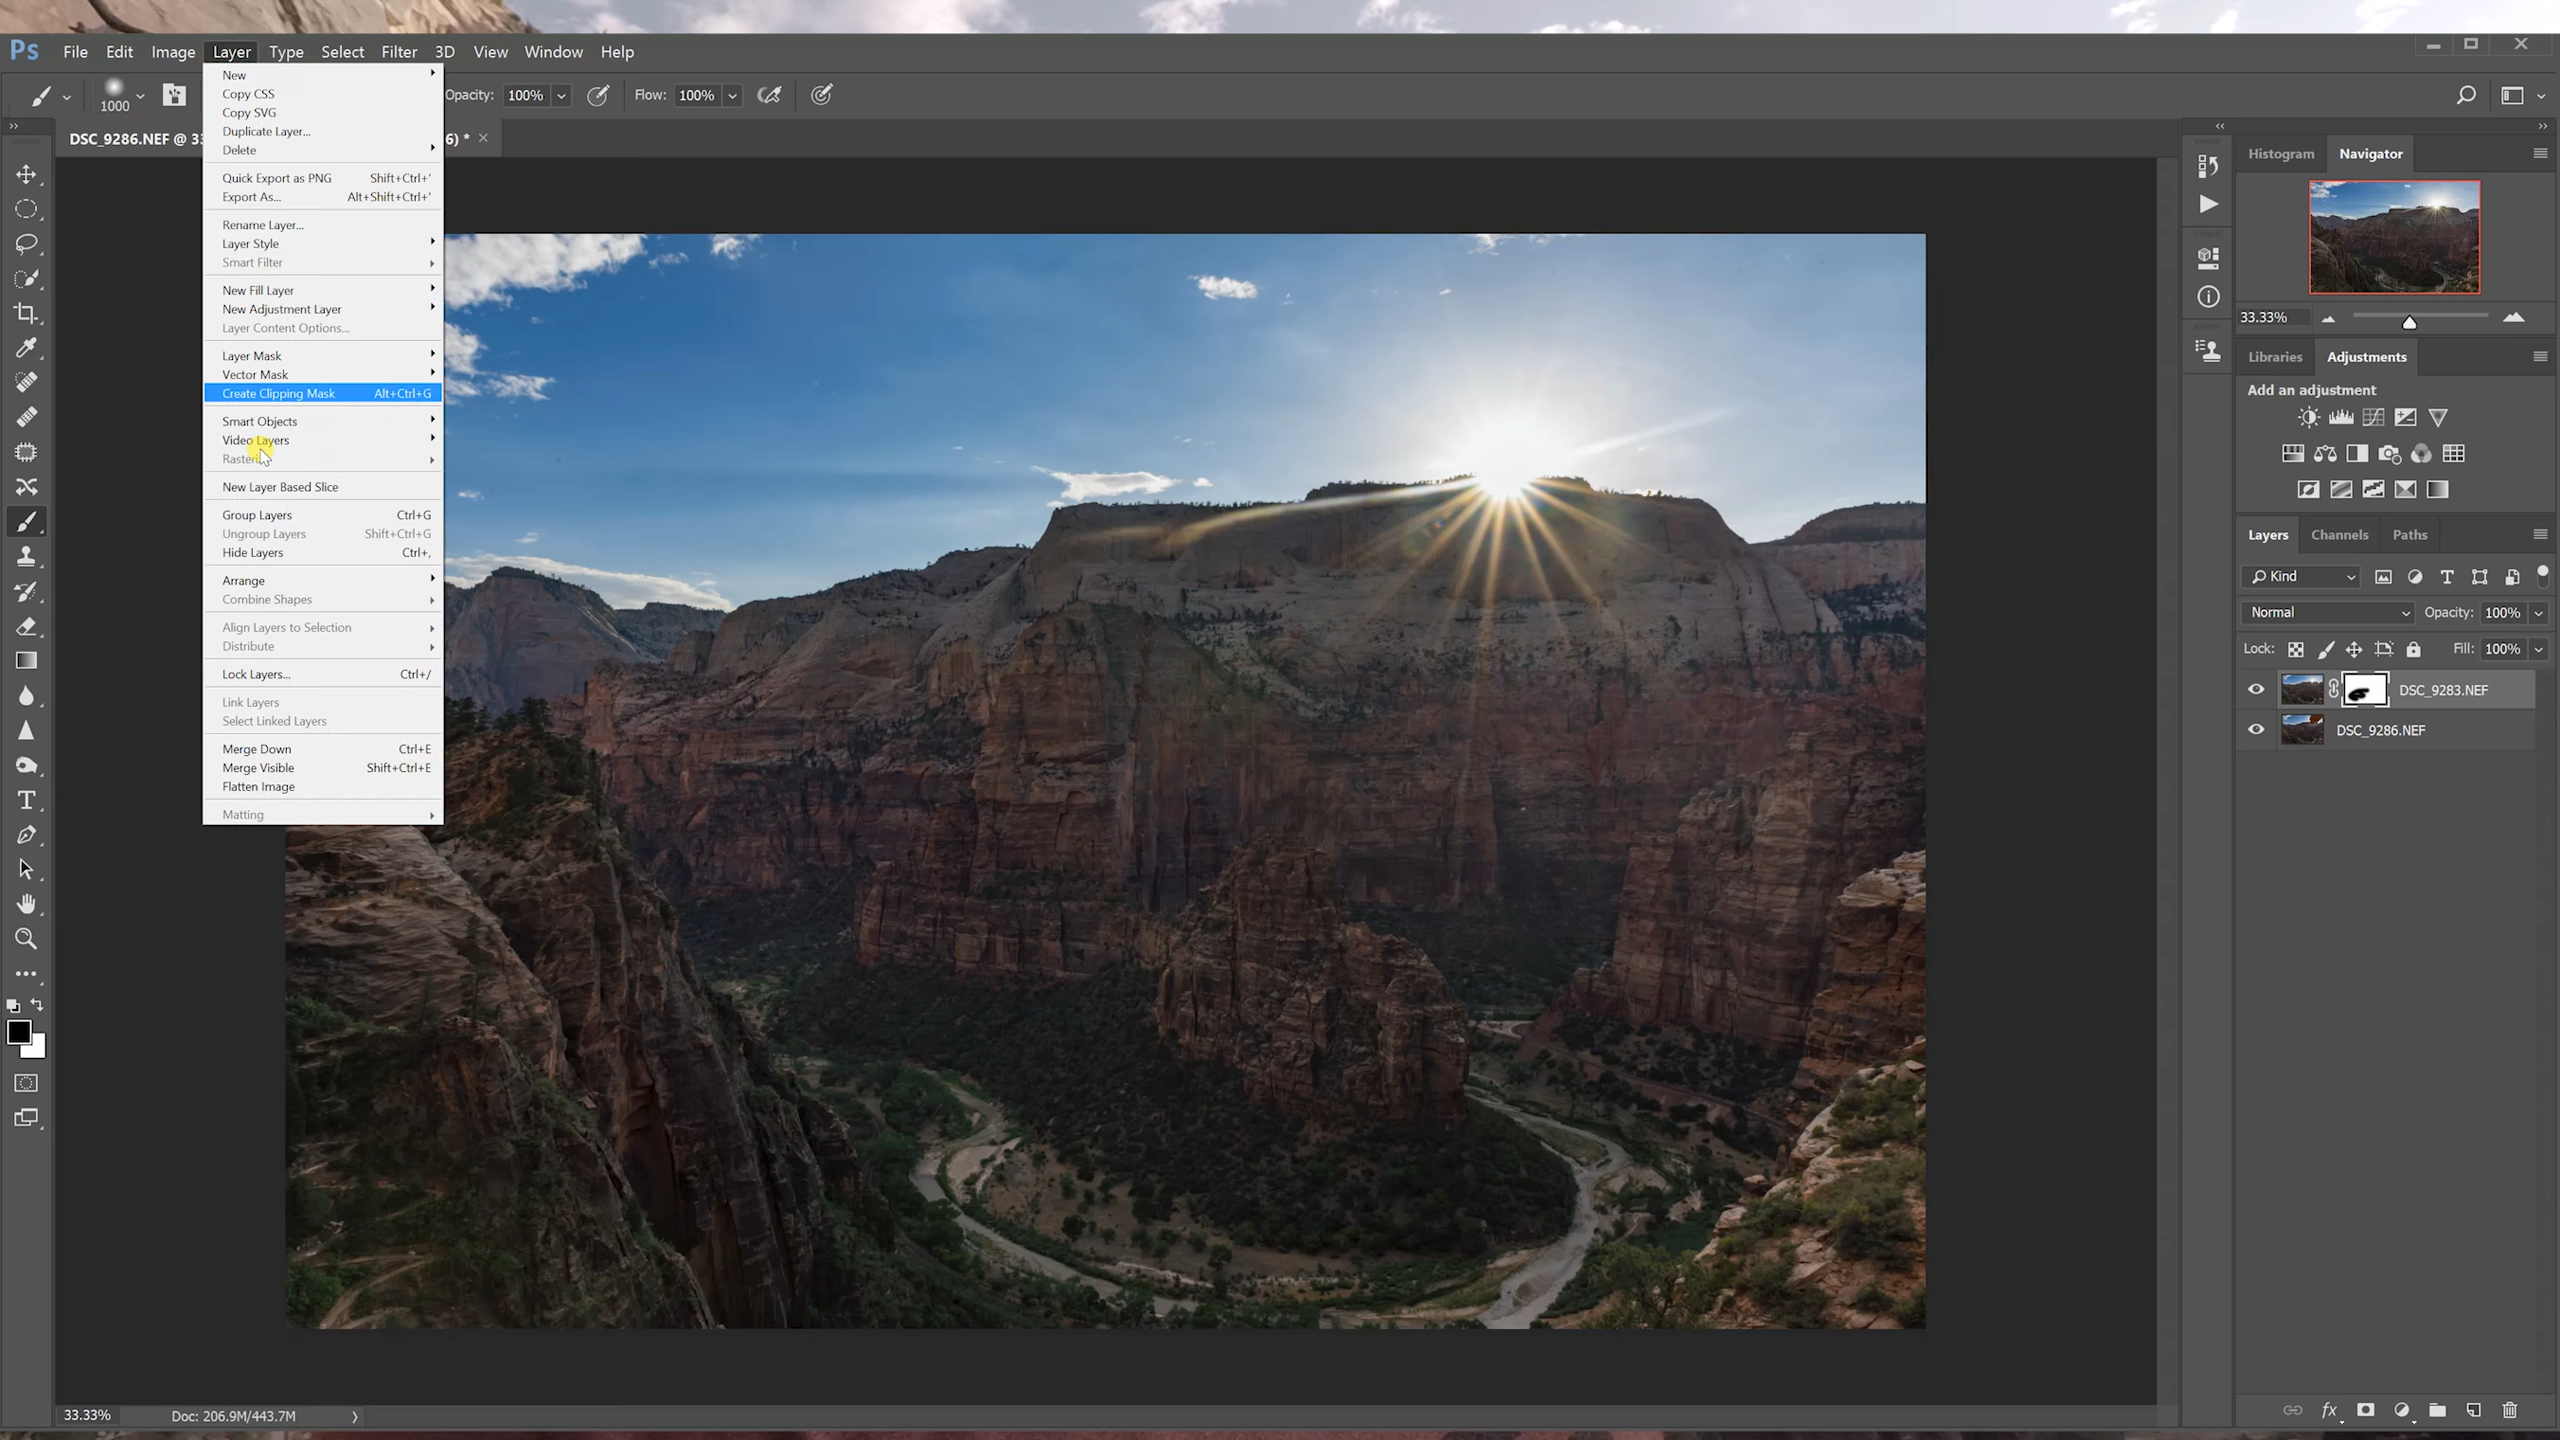 Ps File Edit Image Layer Type Select Filter 3D View Window Help
1000 Opacity: 100% Flow: 100%
DSC_9286.NEF @ 33 6) * ×
New
Copy CSS
Copy SVG
Duplicate Layer...
Delete
Quick Export as PNG Shift+Ctrl+'
Export As... Alt+Shift+Ctrl+'
Rename Layer...
Layer Style
Smart Filter
New Fill Layer
New Adjustment Layer
Layer Content Options...
Layer Mask
Vector Mask
Create Clipping Mask Alt+Ctrl+G
Smart Objects
Video Layers
Rasteri
New Layer Based Slice
Group Layers Ctrl+G
Ungroup Layers Shift+Ctrl+G
Hide Layers Ctrl+,
Arrange
Combine Shapes
Align Layers to Selection
Distribute
Lock Layers... Ctrl+/
Link Layers
Select Linked Layers
Merge Down Ctrl+E
Merge Visible Shift+Ctrl+E
Flatten Image
Matting
Histogram Navigator
33.33%
Libraries Adjustments
Add an adjustment
Layers Channels Paths
Kind
Normal Opacity: 100%
Lock: Fill: 100%
DSC_9283.NEF
DSC_9286.NEF
33.33% Doc: 206.9M/443.7M
fx